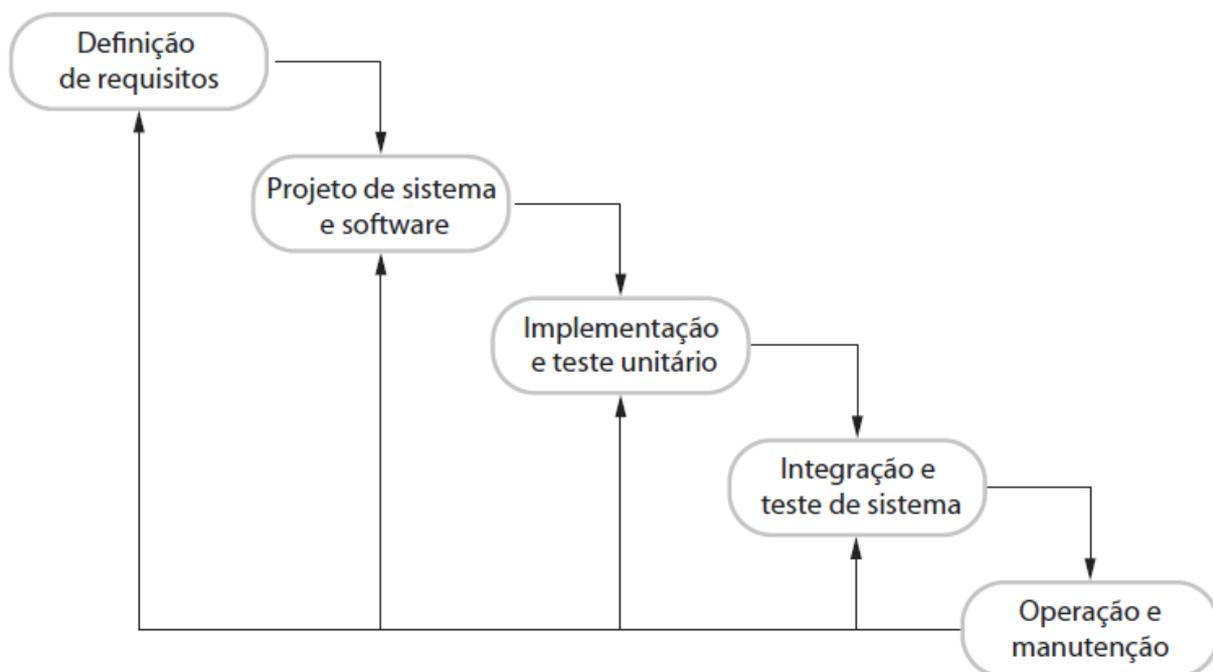 Definição
de requisitos
Projeto de sistema
e software
Implementação
e teste unitário
Integração e
teste de sistema
Operação e
manutenção